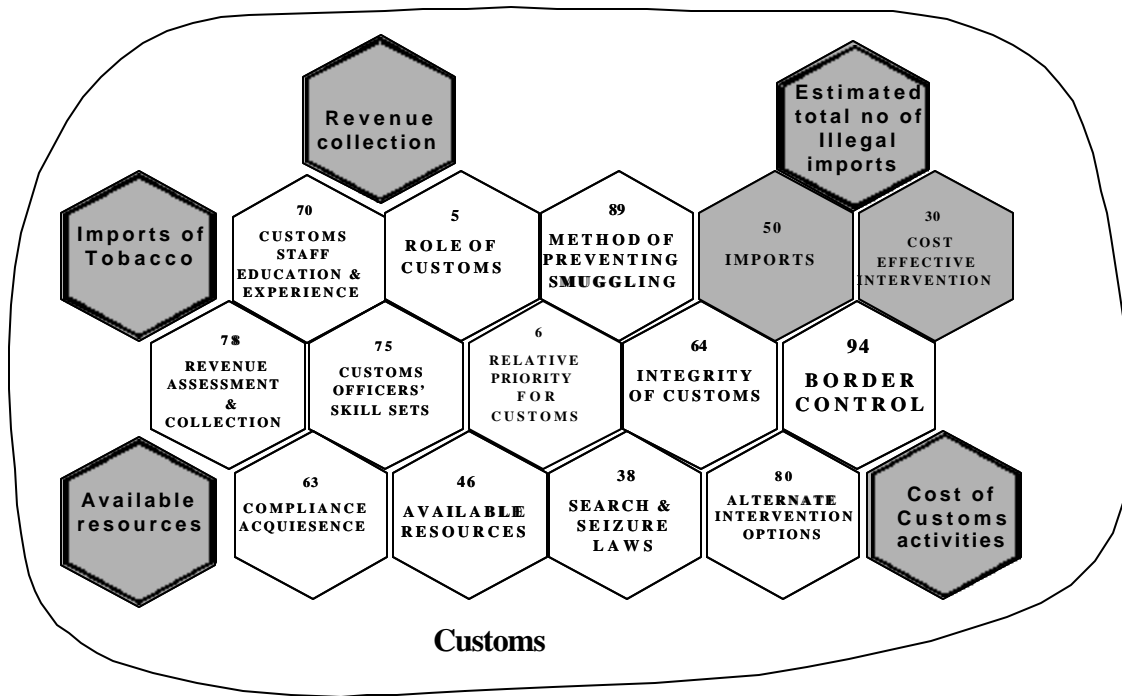 Revenue
collection
Estimated
total no of
Illegal
imports
Imports of
Tobacco
70
CUSTOMS
STAFF
EDUCATION &
EXPERIENCE
5
ROLE OF
CUSTOMS
89
METHOD OF
PREVENTING
SMUGGLING
50
IMPORTS
30
COST
EFFECTIVE
INTERVENTION
78
REVENUE
ASSESSMENT
&
COLLECTION
75
CUSTOMS
OFFICERS’
SKILL SETS
6
RELATIVE
PRIORITY
FOR
CUSTOMS
64
INTEGRITY
OF CUSTOMS
94
BORDER
CONTROL
Available
resources
63
COMPLIANCE
ACQUIESENCE
46
AVAILABLE
RESOURCES
38
SEARCH &
SEIZURE
LAWS
80
ALTERNATE
INTERVENTION
OPTIONS
Cost of
Customs
activities
Customs